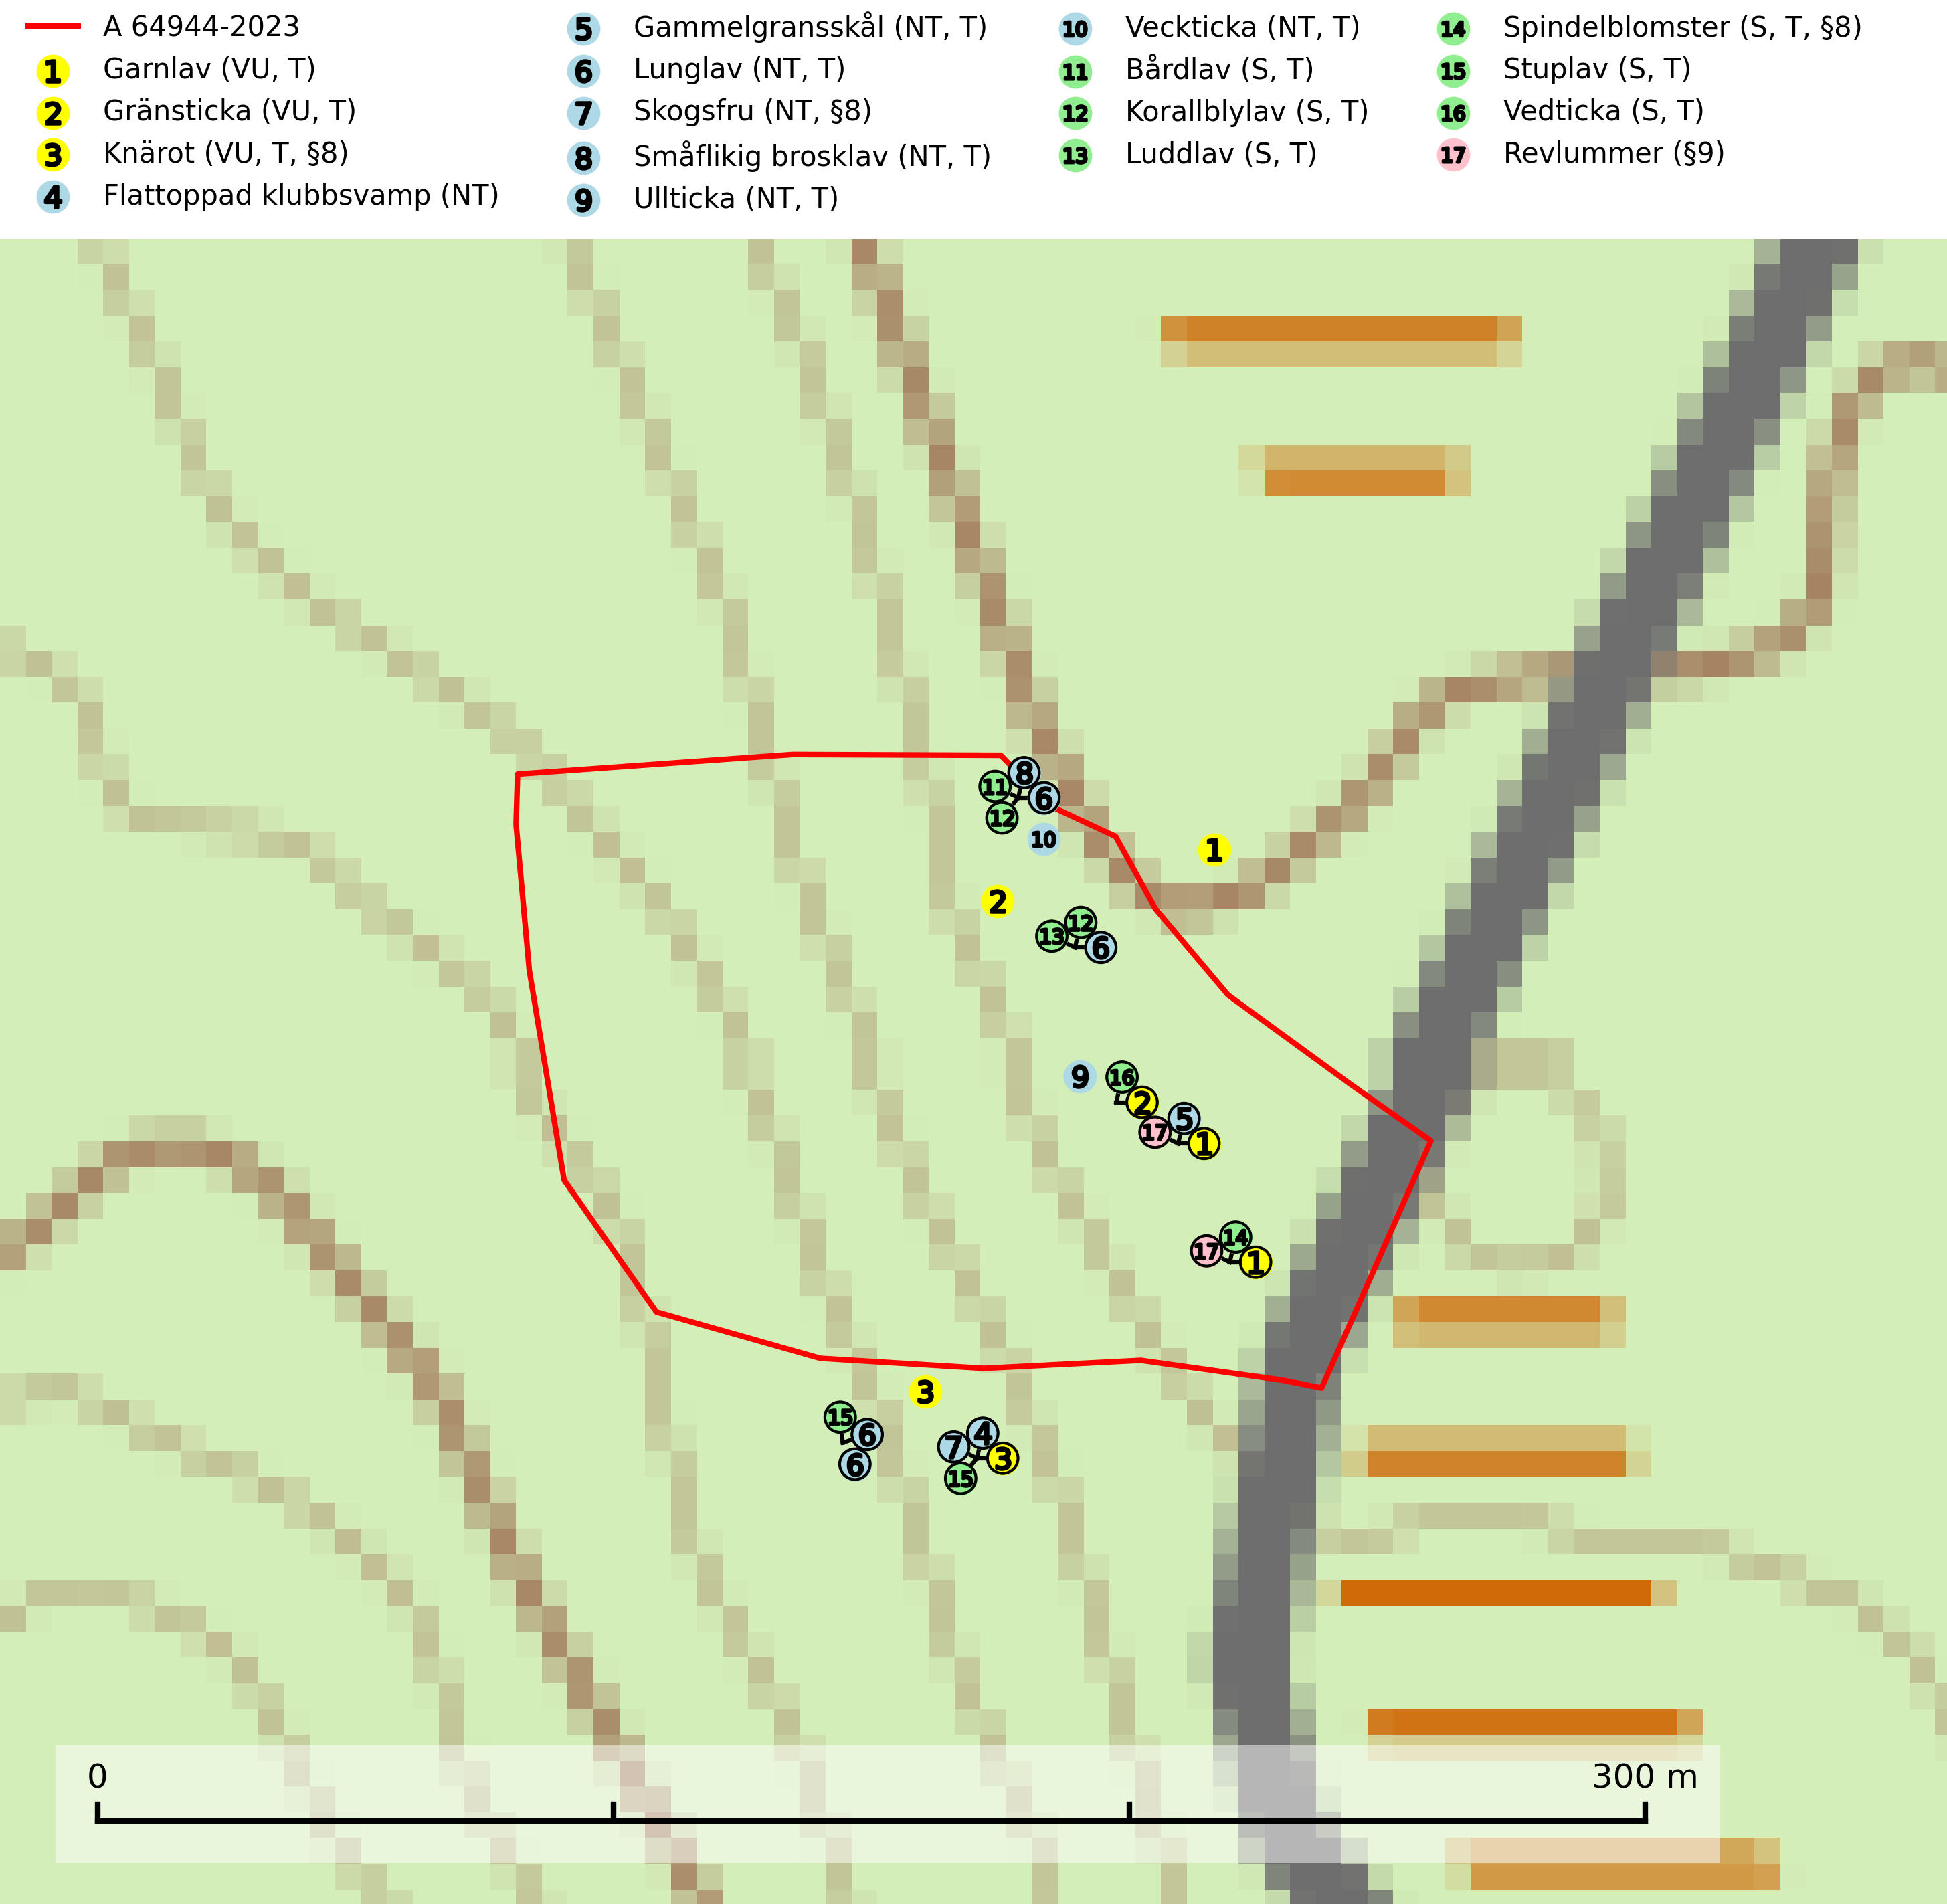 A 64944-2023
1 Garnlav (VU, T)
2 Gränsticka (VU, T)
3 Knärot (VU, T, §8)
4 Flattoppad klubbsvamp (NT)
5 Gammelgransskål (NT, T)
6 Lunglav (NT, T)
7 Skogsfru (NT, §8)
8 Småflikig brosklav (NT, T)
9 Ullticka (NT, T)
10 Veckticka (NT, T)
11 Bårdlav (S, T)
12 Korallblylav (S, T)
13 Luddlav (S, T)
14 Spindelblomster (S, T, §8)
15 Stuplav (S, T)
16 Vedticka (S, T)
17 Revlummer (§9)
8
11
6
12
10
1
2
12
13
6
9
16
2
5
17
1
14
17
1
3
15
6
6
4
7
3
15
0
300 m